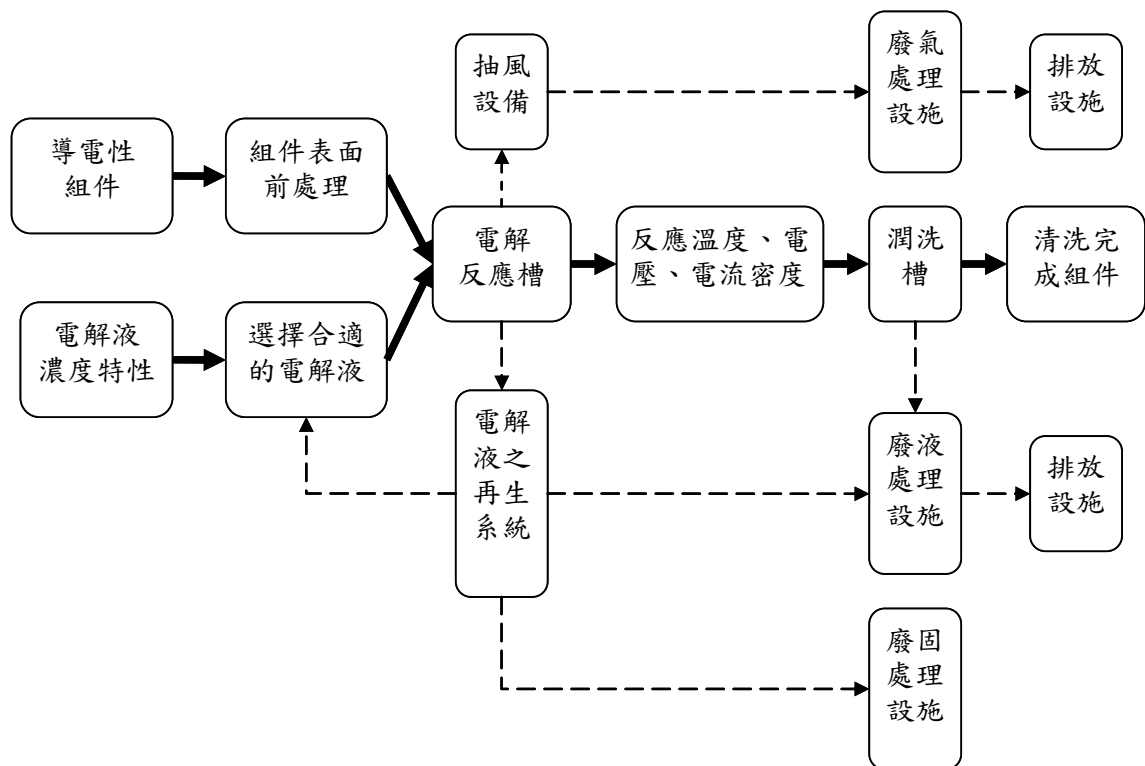 抽風
設備
廢氣
處理
設施
排放
設施
導電性
組件
組件表面
前處理
電解
反應槽
反應溫度、電
壓、電流密度
潤洗
槽
清洗完
成組件
電解液
濃度特性
選擇合適
的電解液
電解
液之
再生
系統
廢液
處理
設施
排放
設施
廢固
處理
設施